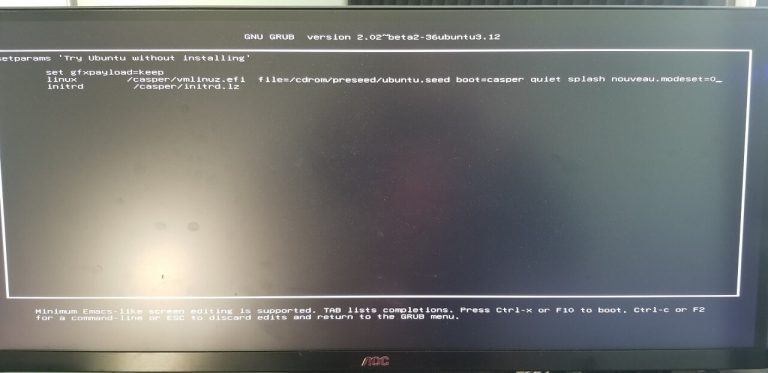 GNU GRUB version 2.02~beta2-36ubuntu3.12
setparams 'Try Ubuntu without installing'
set gfxpayload=keep
linux /casper/vmlinuz.efi file=/cdrom/preseed/ubuntu.seed boot=casper quiet splash nouveau.modeset=0_
initrd /casper/initrd.lz
Minimum Emacs-like screen editing is supported. TAB lists completions. Press Ctrl-x or F10 to boot, Ctrl-c or F2
for a command-line or ESC to discard edits and return to the GRUB menu.
AOC